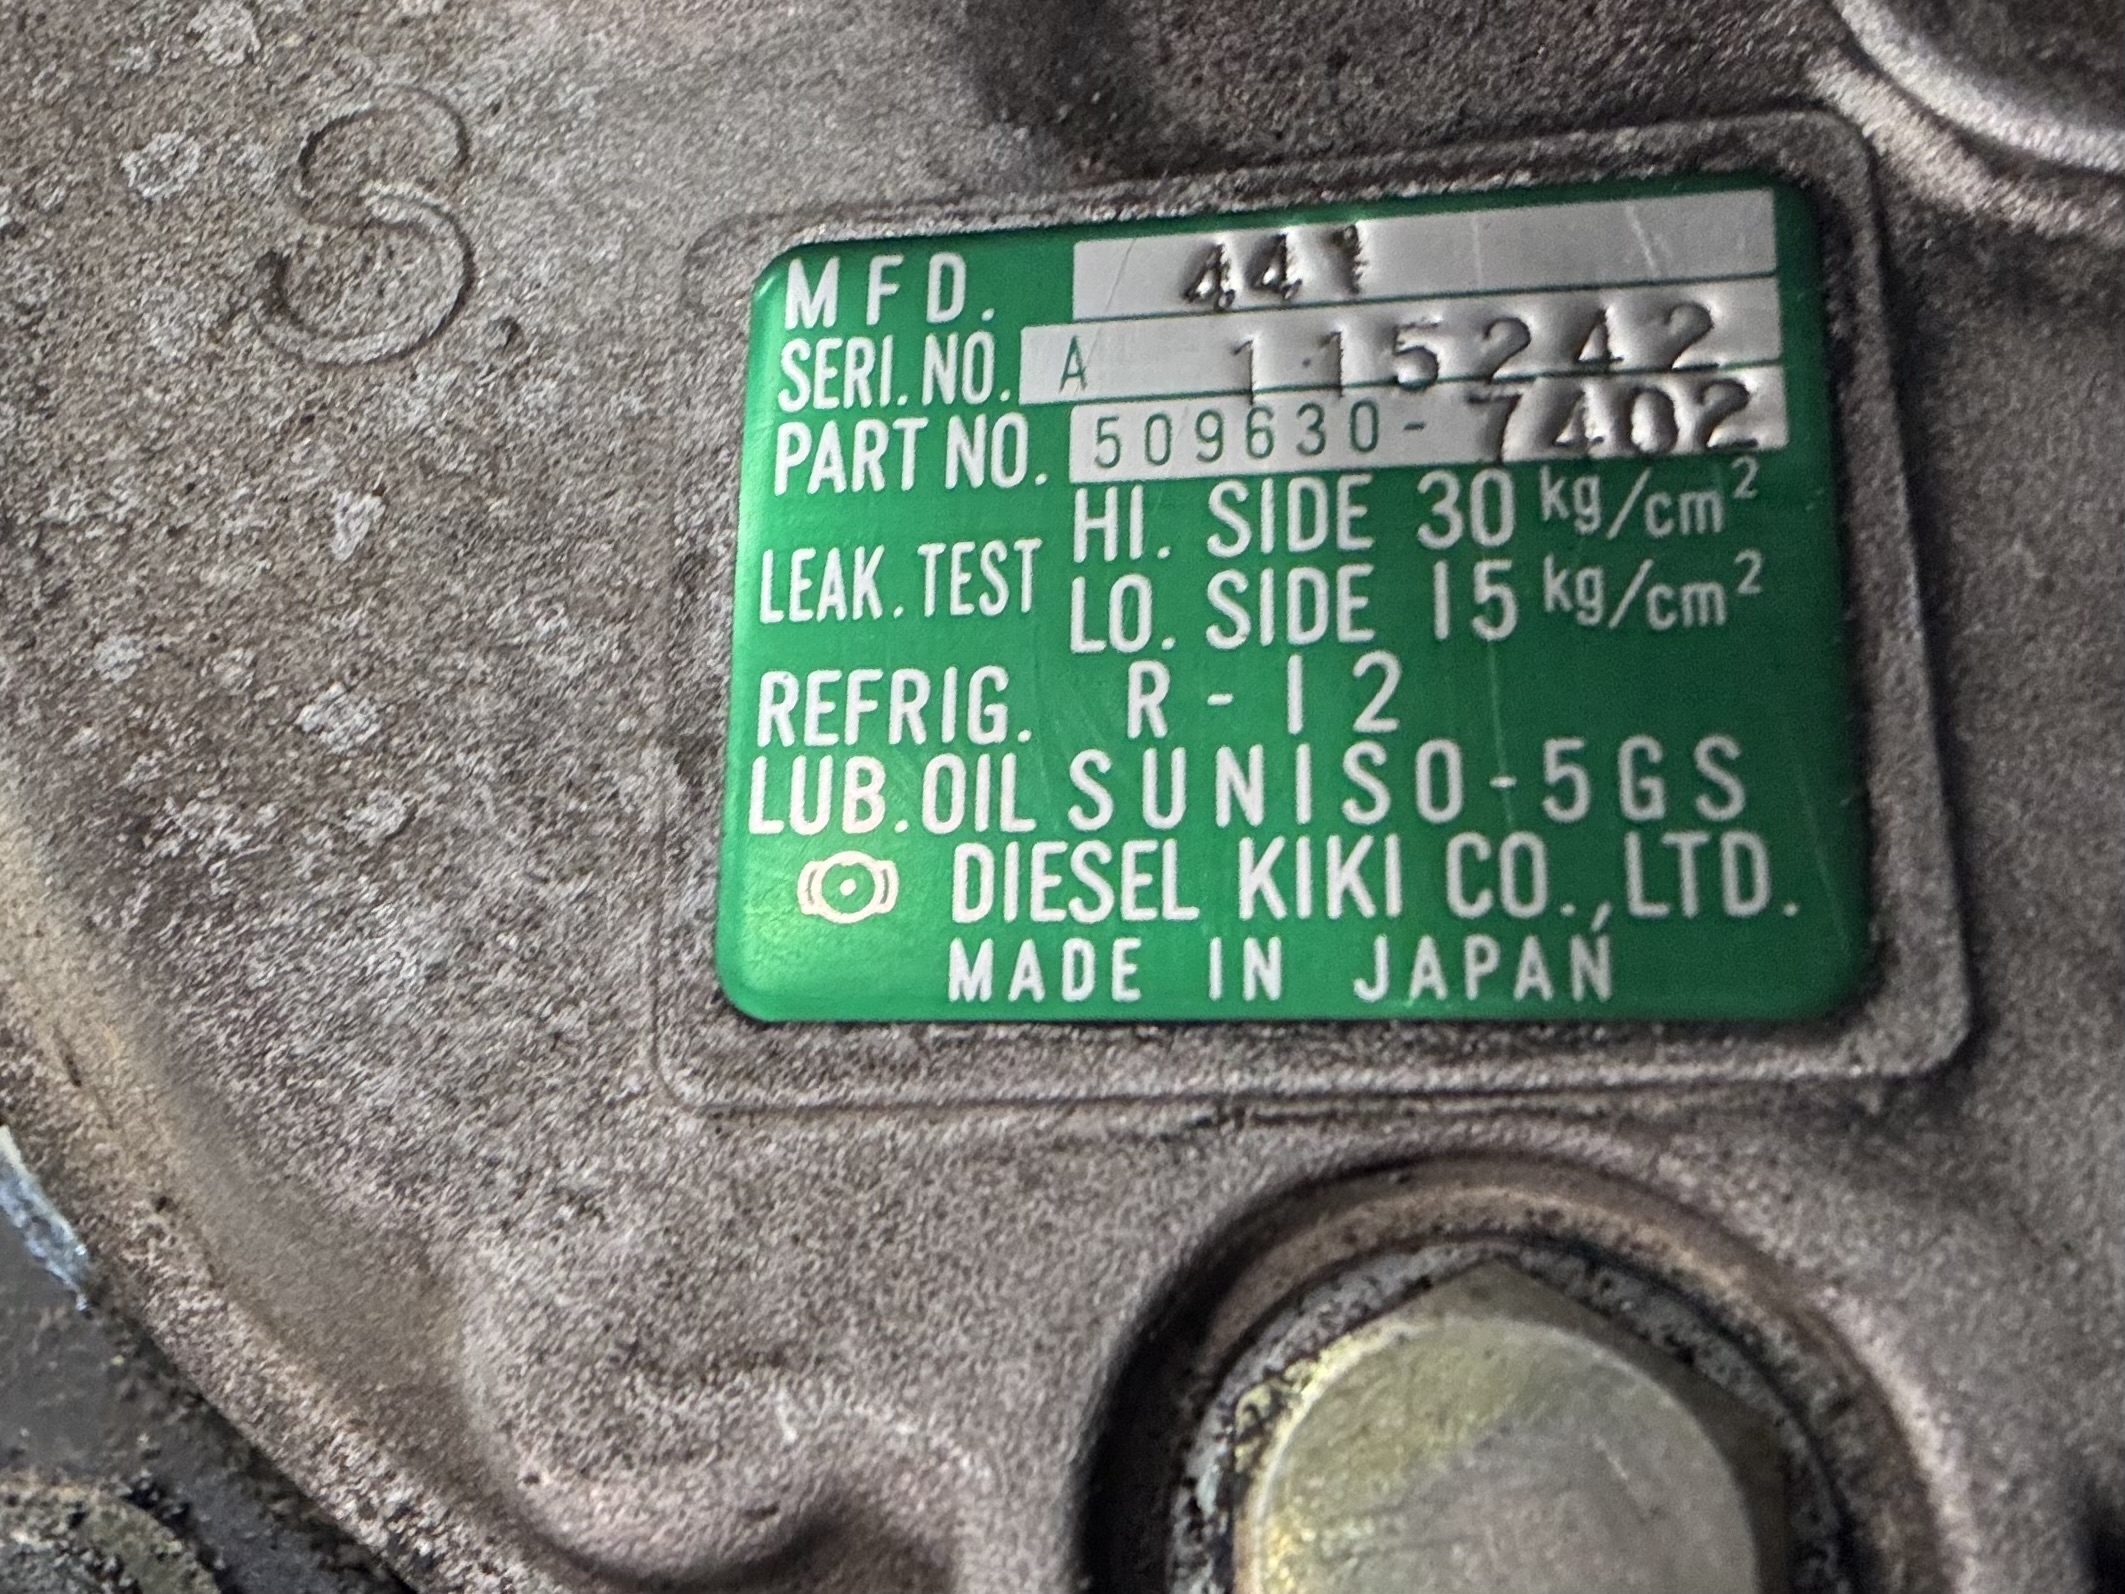 S
MFD. 441
SERI.NO. A 115242
PART NO. 509630-7402
LEAK.TEST HI. SIDE 30 kg/cm²
LO. SIDE 15 kg/cm²
REFRIG. R-12
LUB.OIL SUNISO-5GS
DIESEL KIKI CO.,LTD.
MADE IN JAPAN